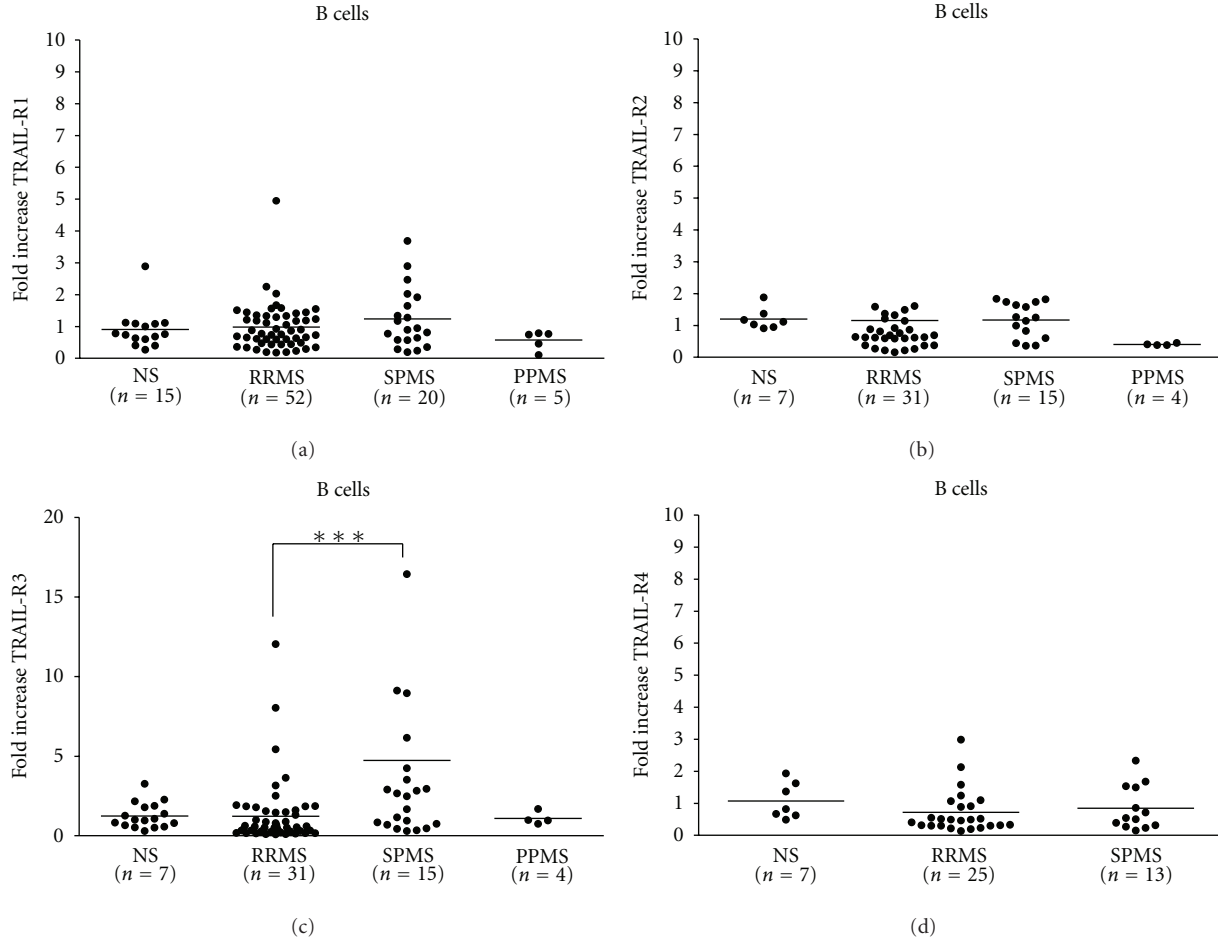 B cells
10
9
8
7
6
5
4
3
2
1
0
Fold increase TRAIL-R1
NS
(n = 15)
RRMS
(n = 52)
SPMS
(n = 20)
PPMS
(n = 5)
(a)
B cells
10
9
8
7
6
5
4
3
2
1
0
Fold increase TRAIL-R2
NS
(n = 7)
RRMS
(n = 31)
SPMS
(n = 15)
PPMS
(n = 4)
(b)
B cells
20
15
10
5
0
Fold increase TRAIL-R3
∗∗∗
NS
(n = 7)
RRMS
(n = 31)
SPMS
(n = 15)
PPMS
(n = 4)
(c)
B cells
10
9
8
7
6
5
4
3
2
1
0
Fold increase TRAIL-R4
NS
(n = 7)
RRMS
(n = 25)
SPMS
(n = 13)
(d)